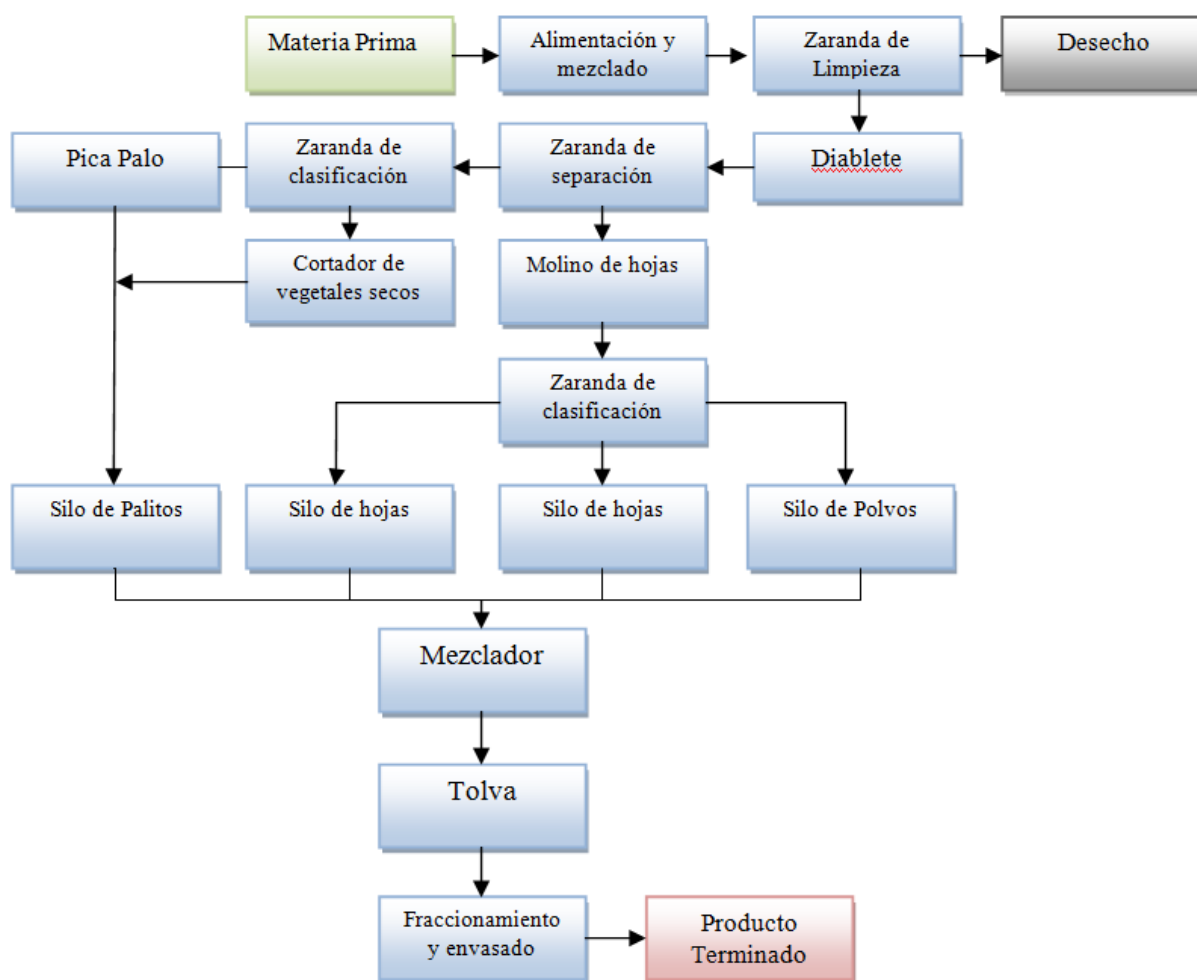 Materia Prima
Alimentación y
mezclado
Zaranda de
Limpieza
Desecho
Pica Palo
Zaranda de
clasificación
Zaranda de
separación
Diablete
Cortador de
vegetales secos
Molino de hojas
Zaranda de
clasificación
Silo de Palitos
Silo de hojas
Silo de hojas
Silo de Polvos
Mezclador
Tolva
Fraccionamiento
y envasado
Producto
Terminado